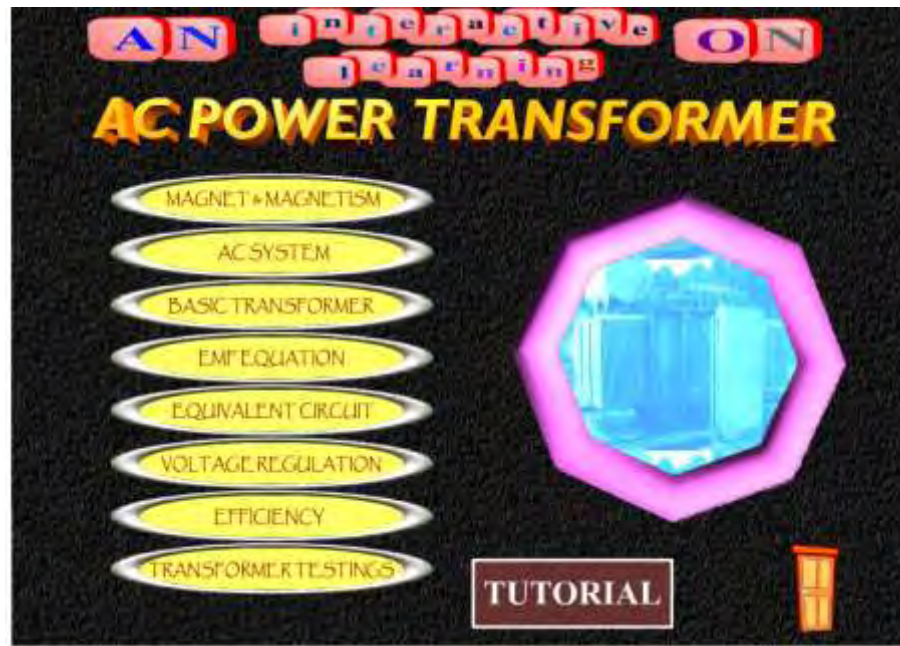 AN interactive ON
learning
AC POWER TRANSFORMER
MAGNET & MAGNETISM
AC SYSTEM
BASIC TRANSFORMER
EMF EQUATION
EQUIVALENT CIRCUIT
VOLTAGE REGULATION
EFFICIENCY
TRANSFORMER TESTINGS
TUTORIAL